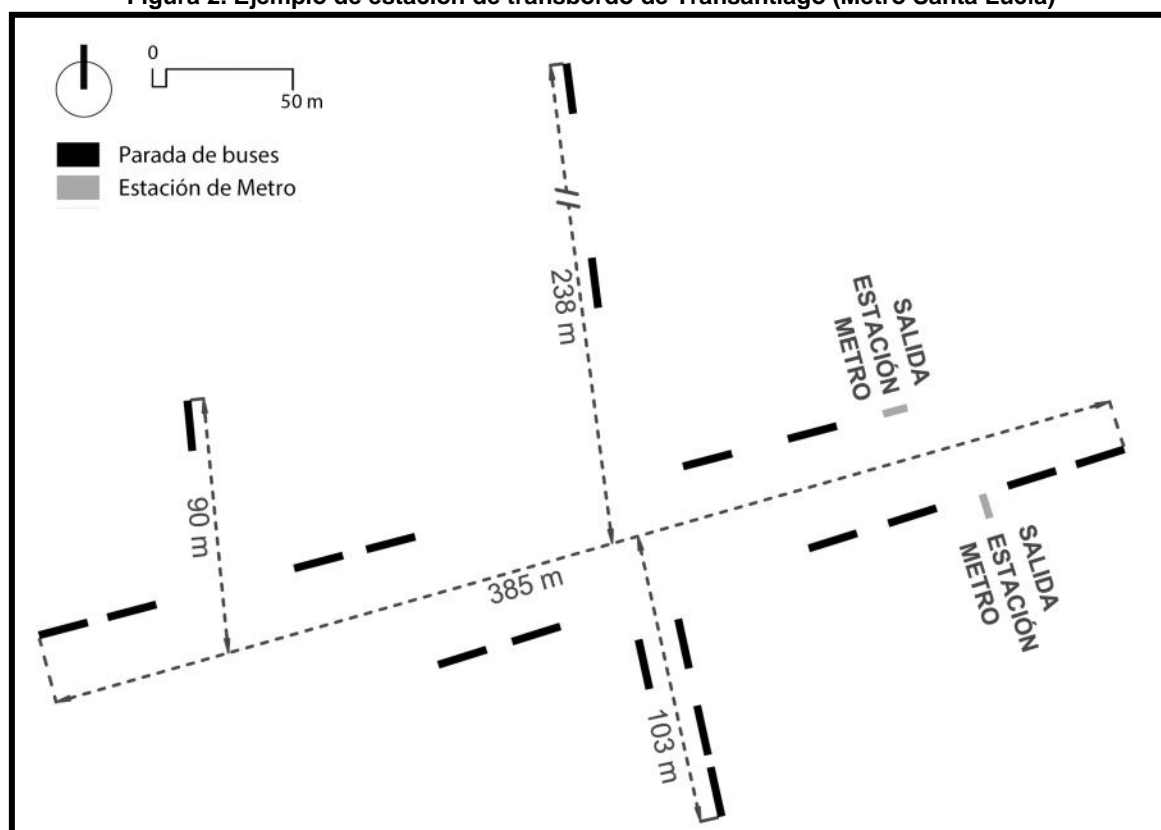 Figura 2. Ejemplo de estación de transbordo de Transantiago (Metro Santa Lucía)
0
50 m
Parada de buses
Estación de Metro
238 m
SALIDA
ESTACIÓN
METRO
90 m
385 m
SALIDA
ESTACIÓN
METRO
103 m